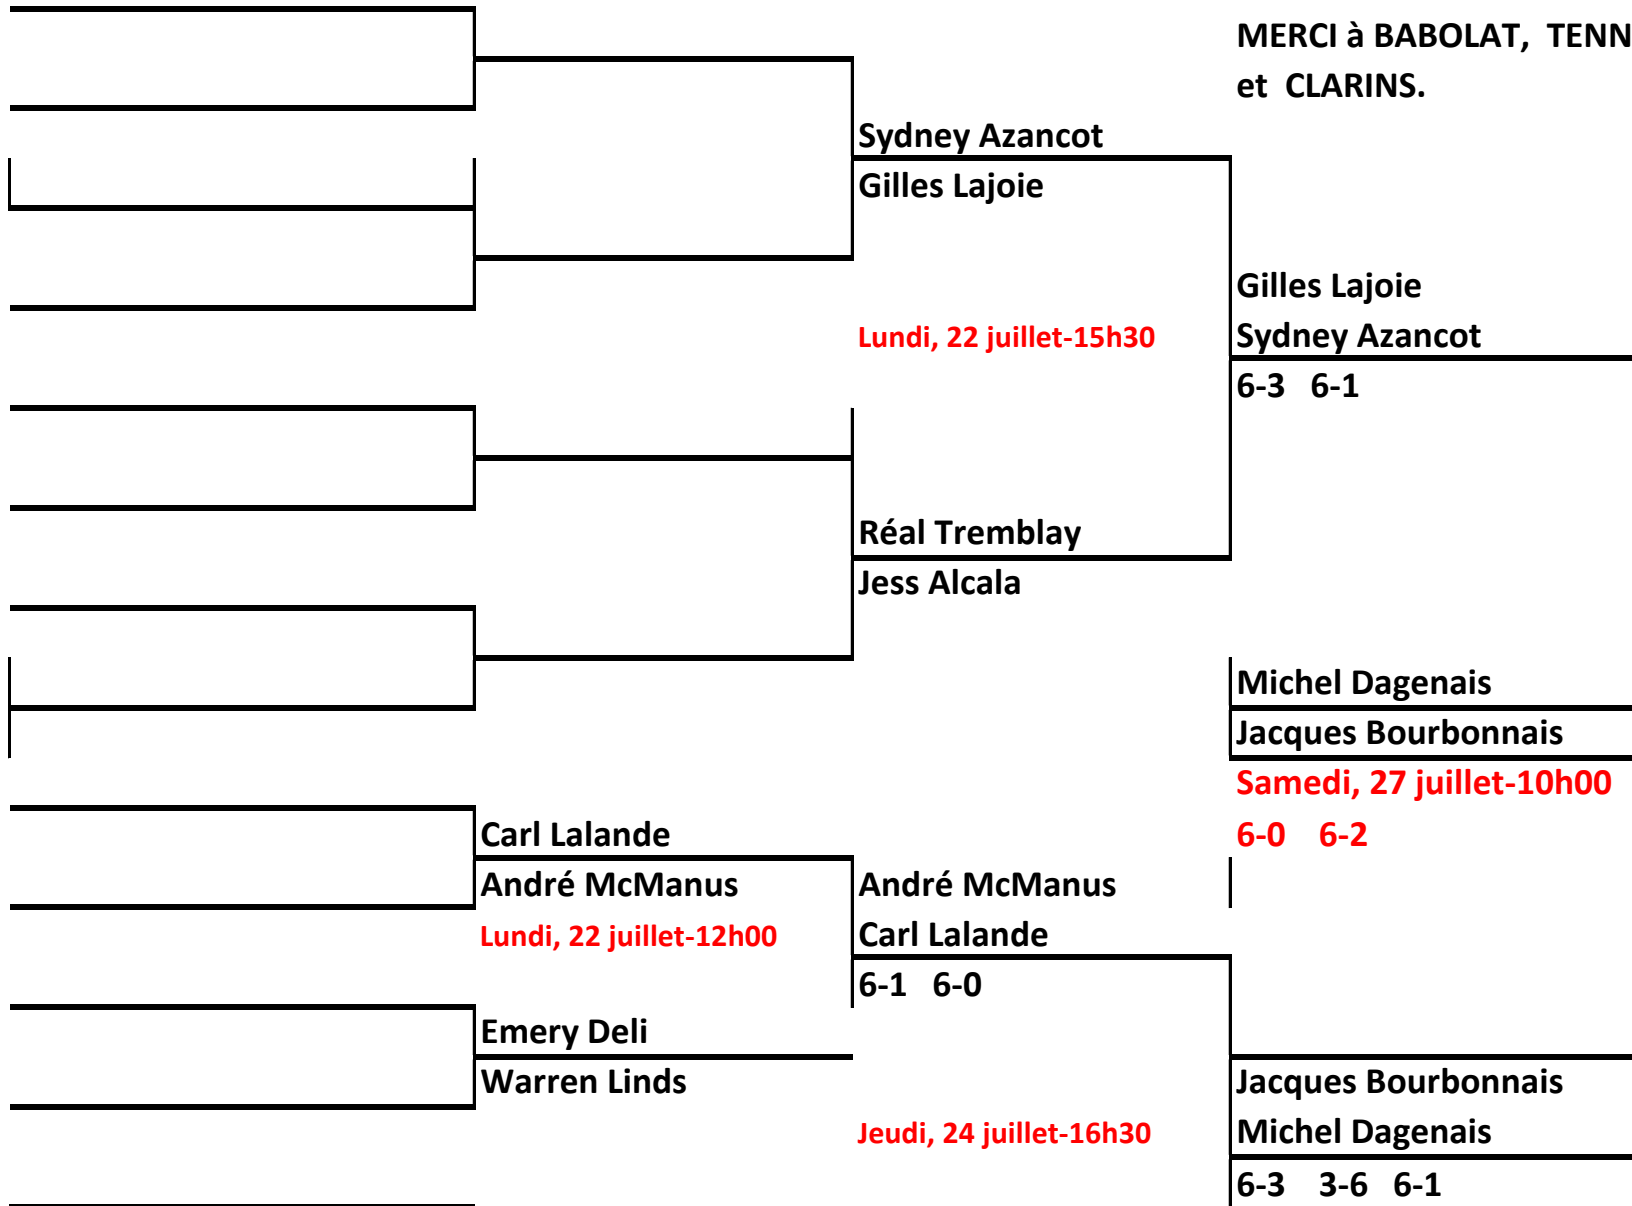 MERCI à BABOLAT, TENN
et CLARINS.
Sydney Azancot
Gilles Lajoie
Gilles Lajoie
Lundi, 22 juillet-15h30
Sydney Azancot
6-3 6-1
Réal Tremblay
Jess Alcala
Michel Dagenais
Jacques Bourbonnais
Samedi, 27 juillet-10h00
6-0 6-2
Carl Lalande
André McManus
Lundi, 22 juillet-12h00
André McManus
Carl Lalande
6-1 6-0
Emery Deli
Warren Linds
Jeudi, 24 juillet-16h30
Jacques Bourbonnais
Michel Dagenais
6-3 3-6 6-1